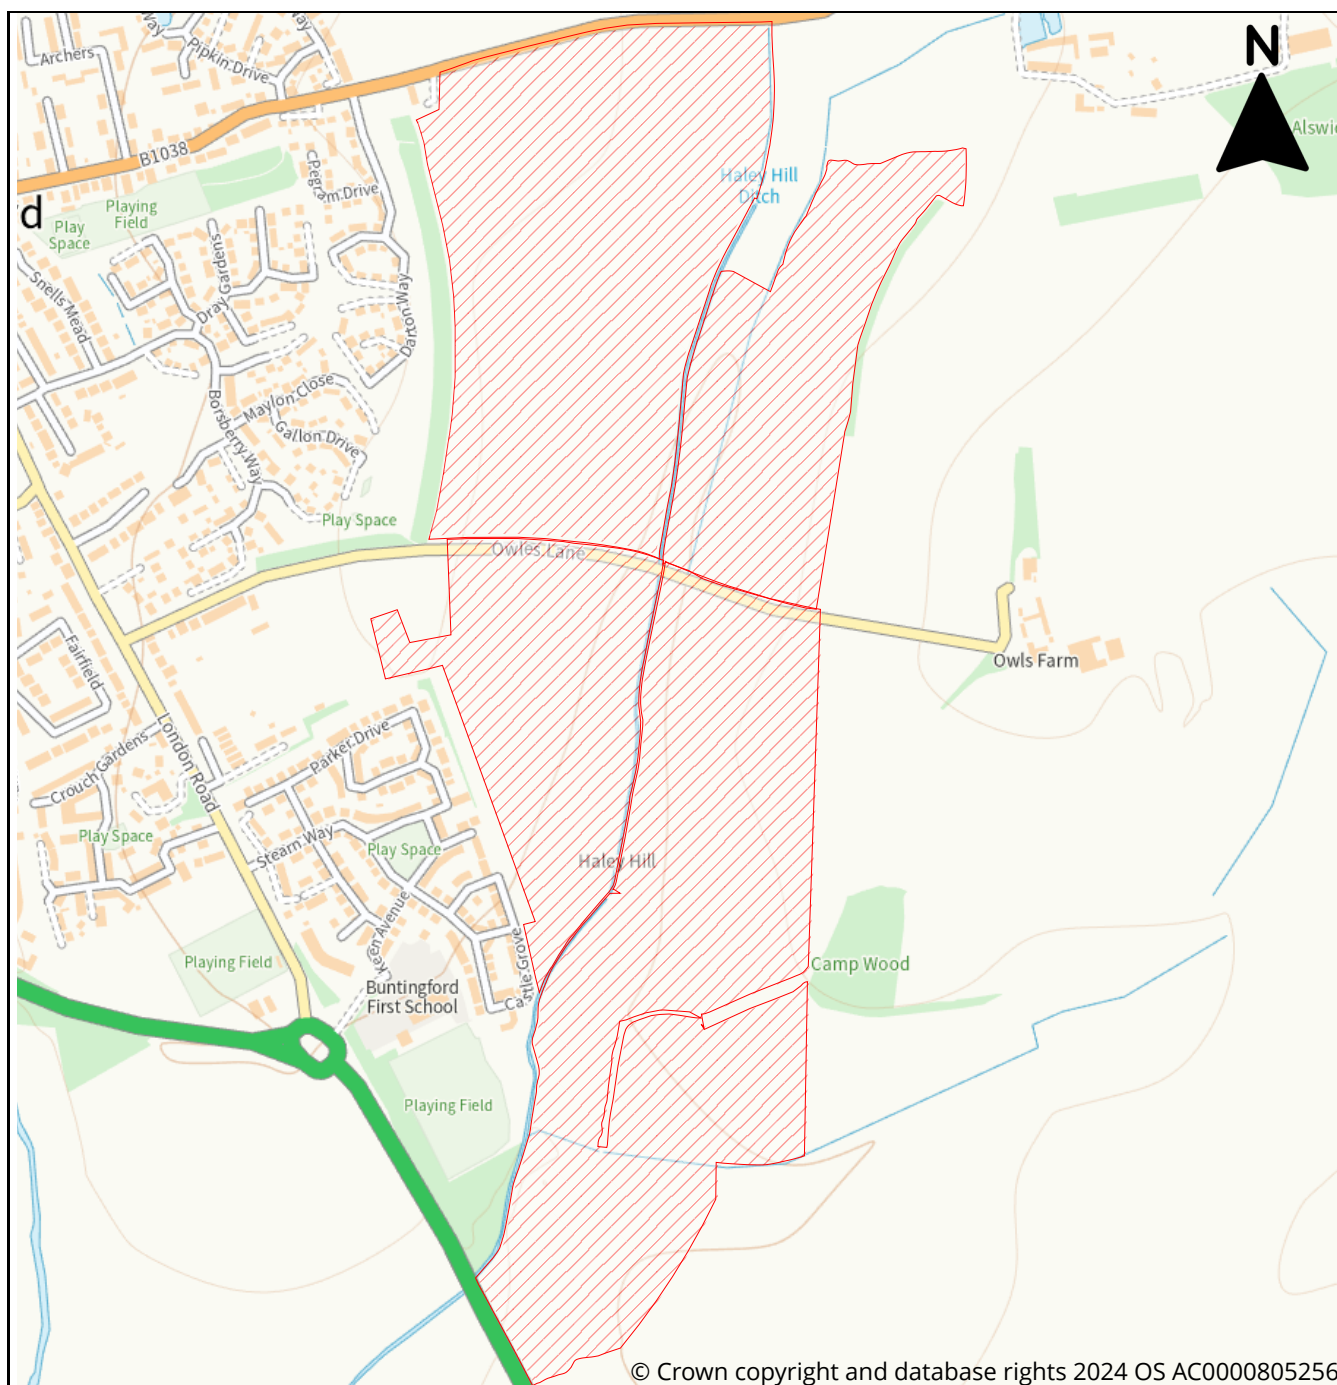 Way
Way
Archers
Pipkin Drive
N
Alswic
B1038
Pegram Drive
Haley Hill
Ditch
d
Playing
Field
Play
Space
Snells Mead
Dray Gardens
Darton Way
Maylon Close
Borsberry Way
Gallon Drive
Play Space
Owles Lane
Fairfield
Owls Farm
London Road
Parker Drive
Crouch Gardens
Play Space
Stearn Way
Play Space
Haley Hill
Keen Avenue
Castle Grove
Playing Field
Camp Wood
Buntingford
First School
Playing Field
© Crown copyright and database rights 2024 OS AC0000805256